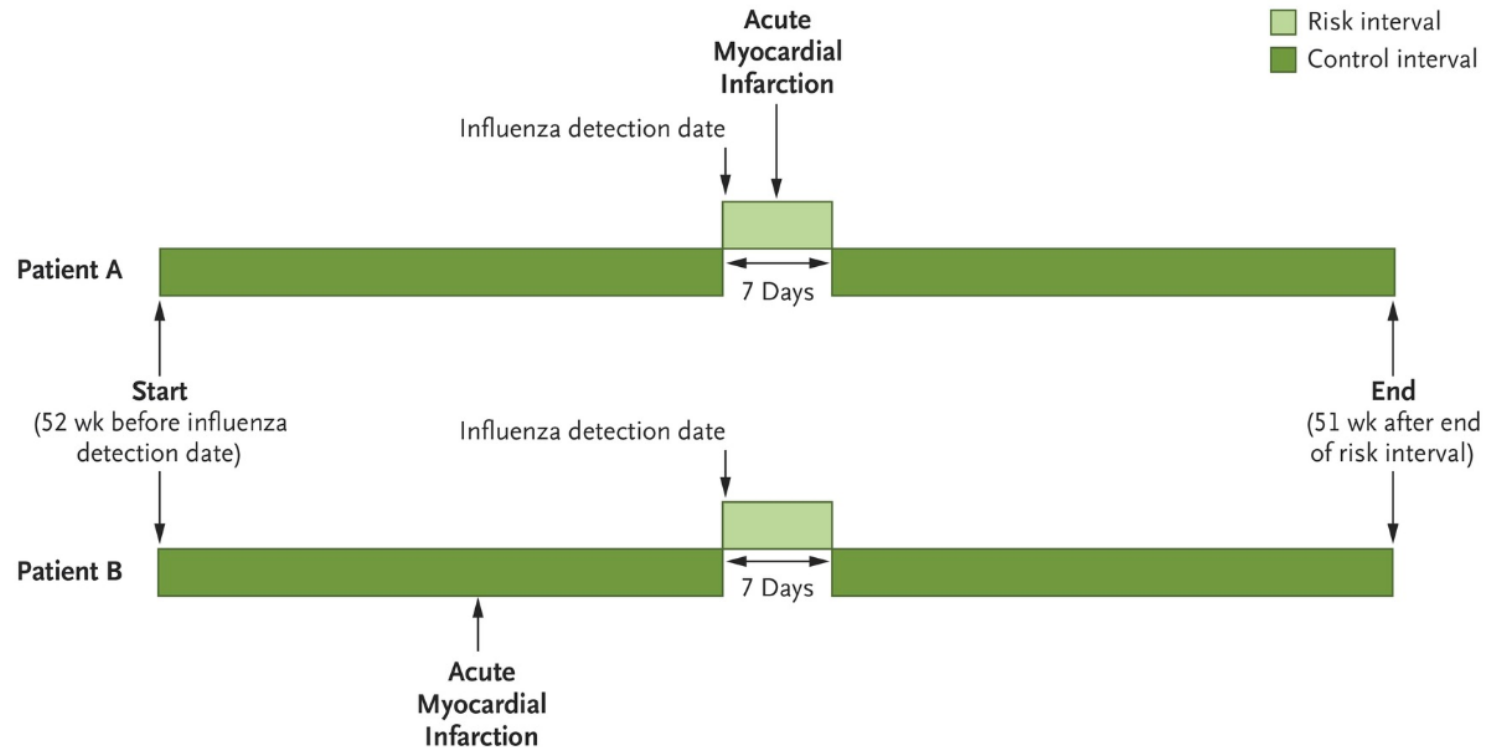 Acute
Myocardial
Infarction
Risk interval
Control interval
Influenza detection date
Patient A
7 Days
Start
(52 wk before influenza
detection date)
End
(51 wk after end
of risk interval)
Influenza detection date
Patient B
7 Days
Acute
Myocardial
Infarction